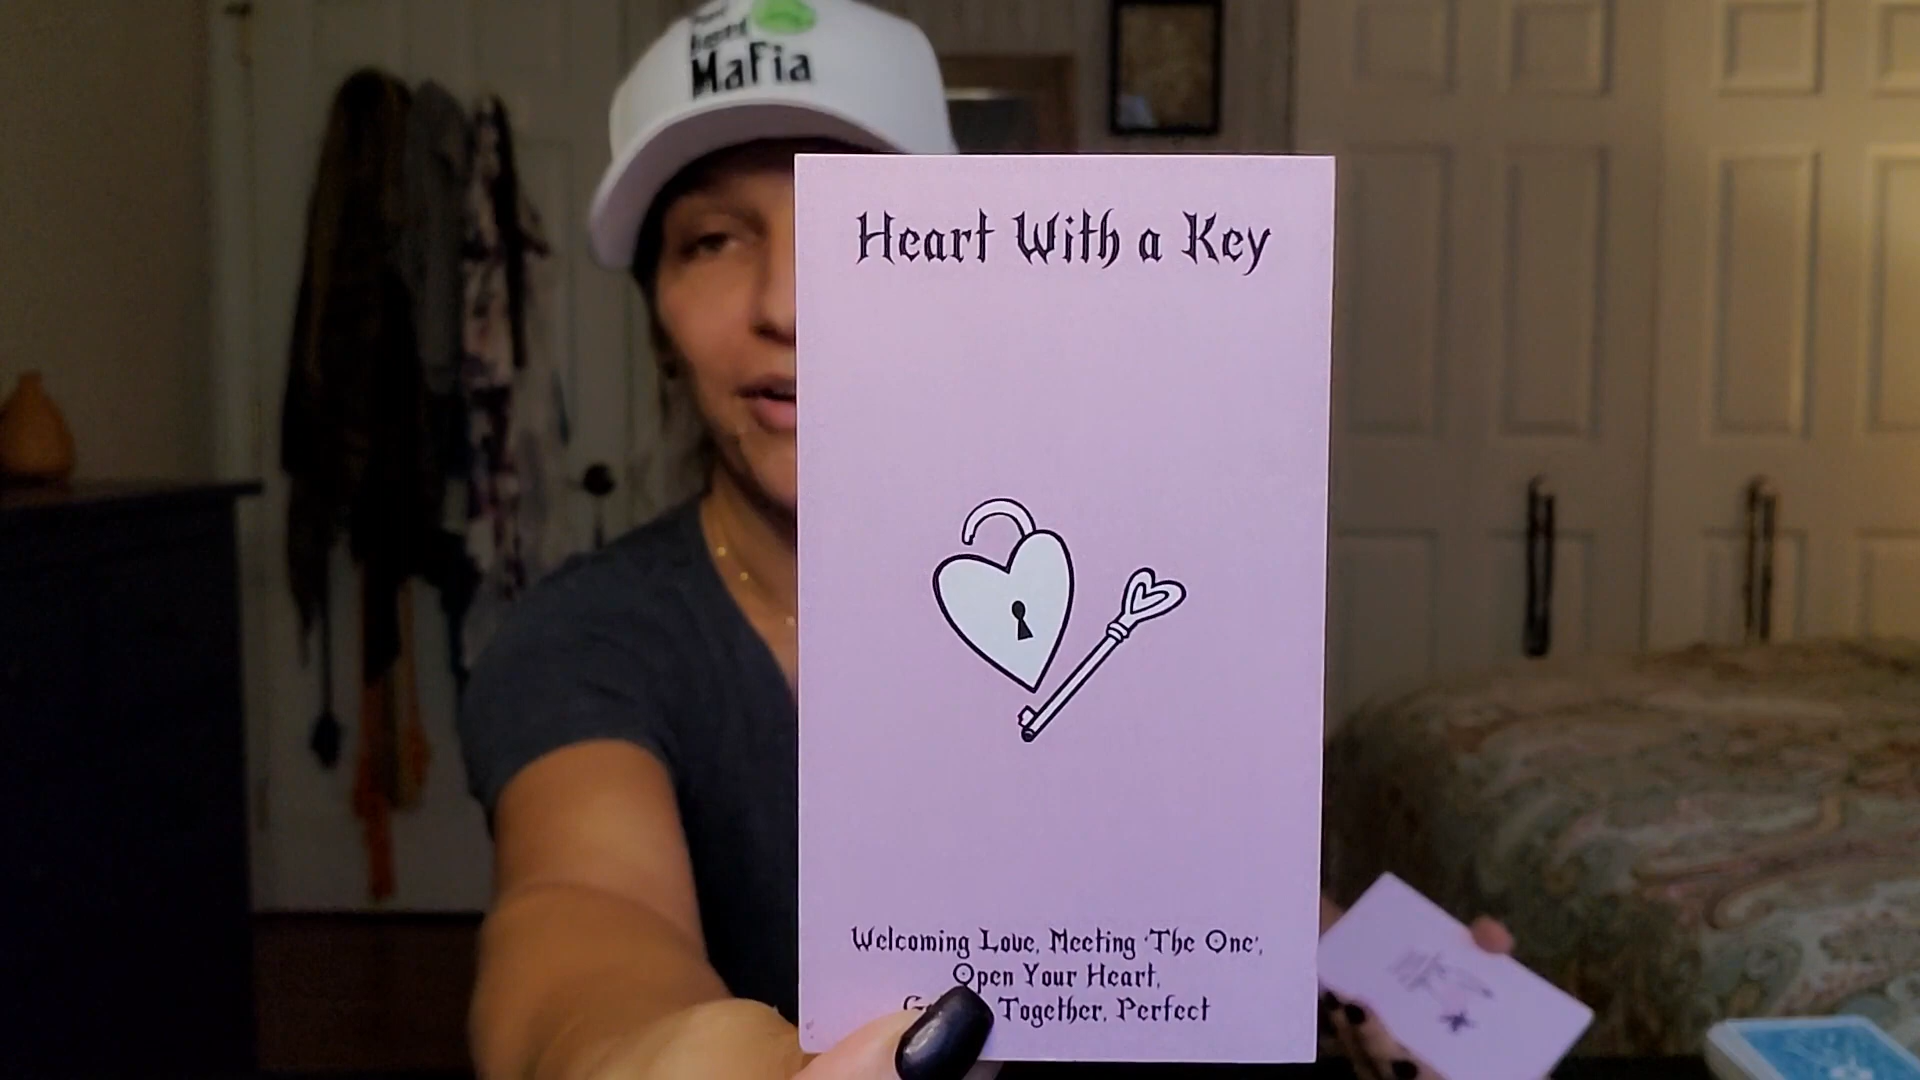 Mafia
Heart With a Key
Welcoming Love, Meeting 'The One',
Open Your Heart,
Together, Perfect